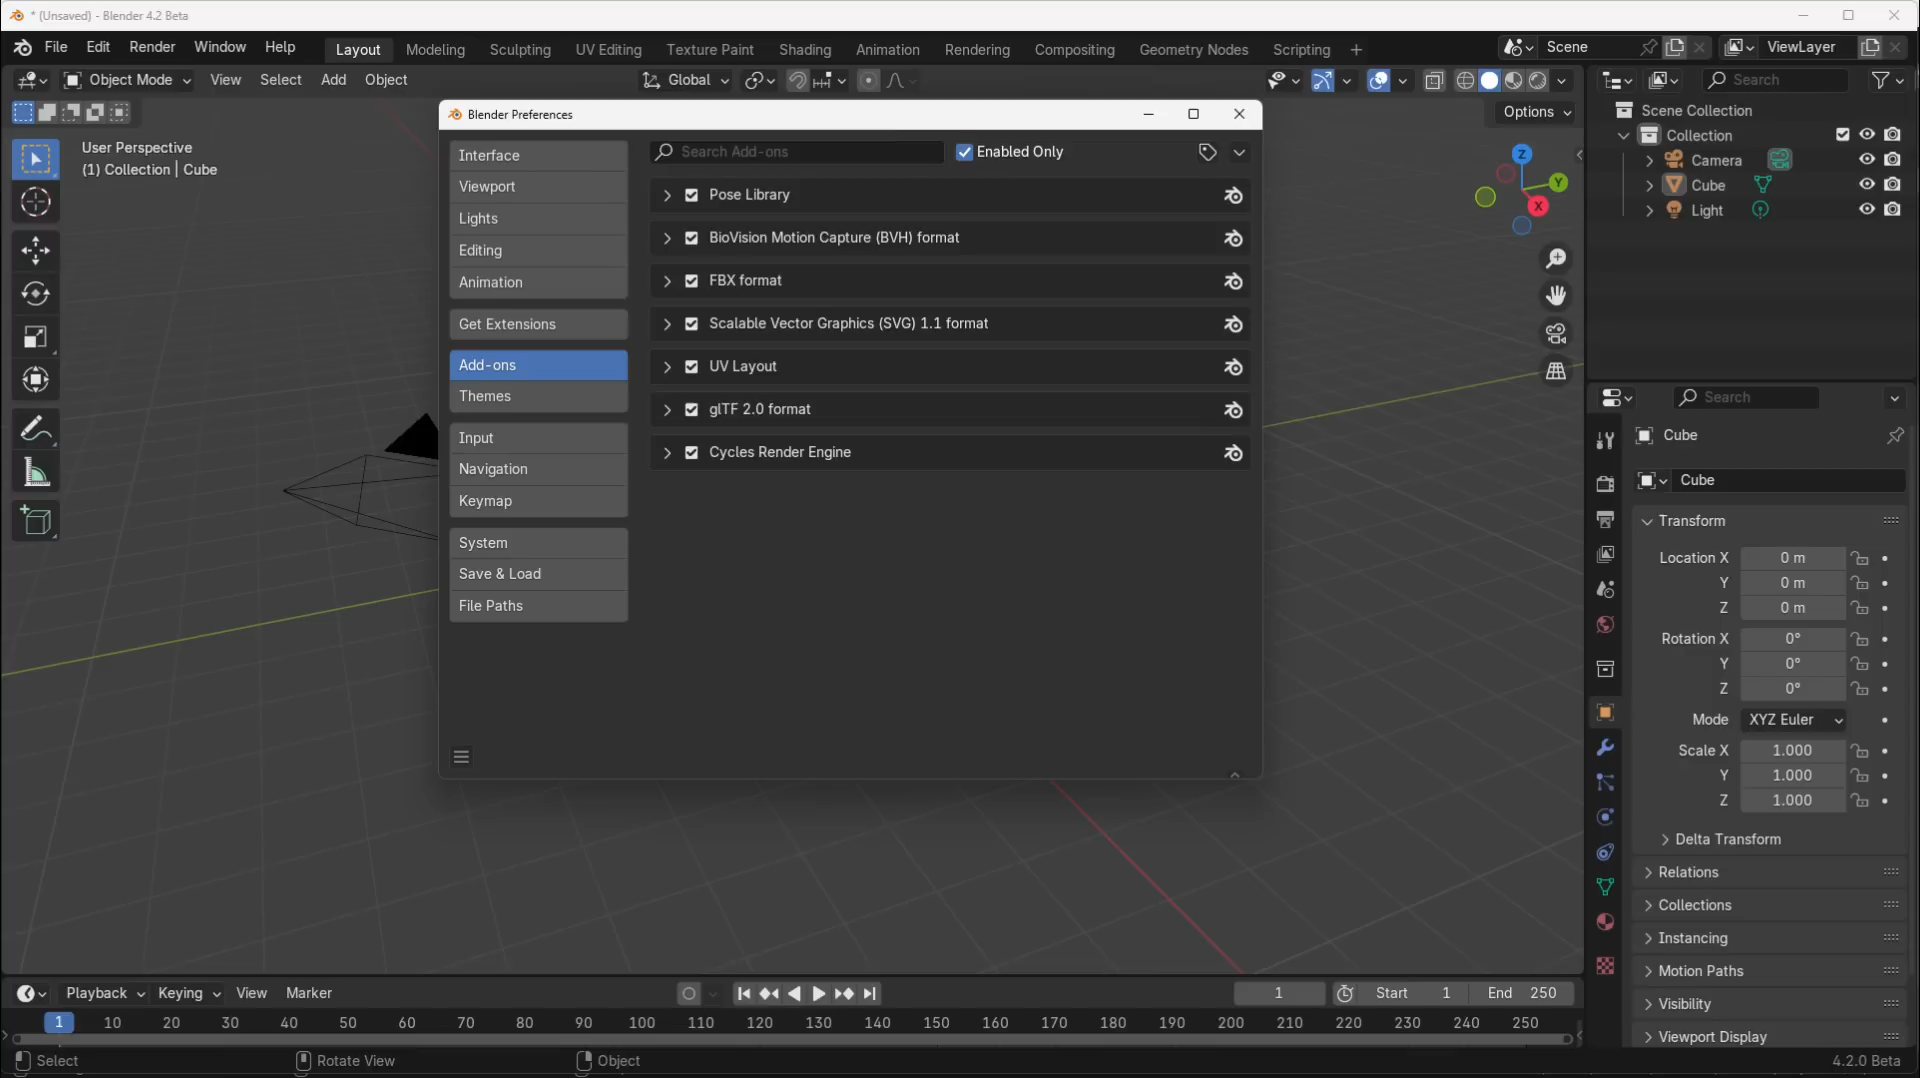 * (Unsaved) - Blender 4.2 Beta
File Edit Render Window Help Layout Modeling Sculpting UV Editing Texture Paint Shading Animation Rendering Compositing Geometry Nodes Scripting Scene ViewLayer
Object Mode View Select Add Object Global Search
Options
User Perspective
(1) Collection | Cube
Z
Y
X
Blender Preferences
Interface
Viewport
Lights
Editing
Animation
Get Extensions
Add-ons
Themes
Input
Navigation
Keymap
System
Save & Load
File Paths
Search Add-ons Enabled Only
Pose Library
BioVision Motion Capture (BVH) format
FBX format
Scalable Vector Graphics (SVG) 1.1 format
UV Layout
glTF 2.0 format
Cycles Render Engine
Scene Collection
Collection
Camera
Cube
Light
Search
Cube
Cube
Transform
Location X 0 m
Y 0 m
Z 0 m
Rotation X 0°
Y 0°
Z 0°
Mode XYZ Euler
Scale X 1.000
Y 1.000
Z 1.000
Delta Transform
Relations
Collections
Instancing
Motion Paths
Visibility
Viewport Display
Playback Keying View Marker 1 Start 1 End 250
1 10 20 30 40 50 60 70 80 90 100 110 120 130 140 150 160 170 180 190 200 210 220 230 240 250
Select Rotate View Object 4.2.0 Beta